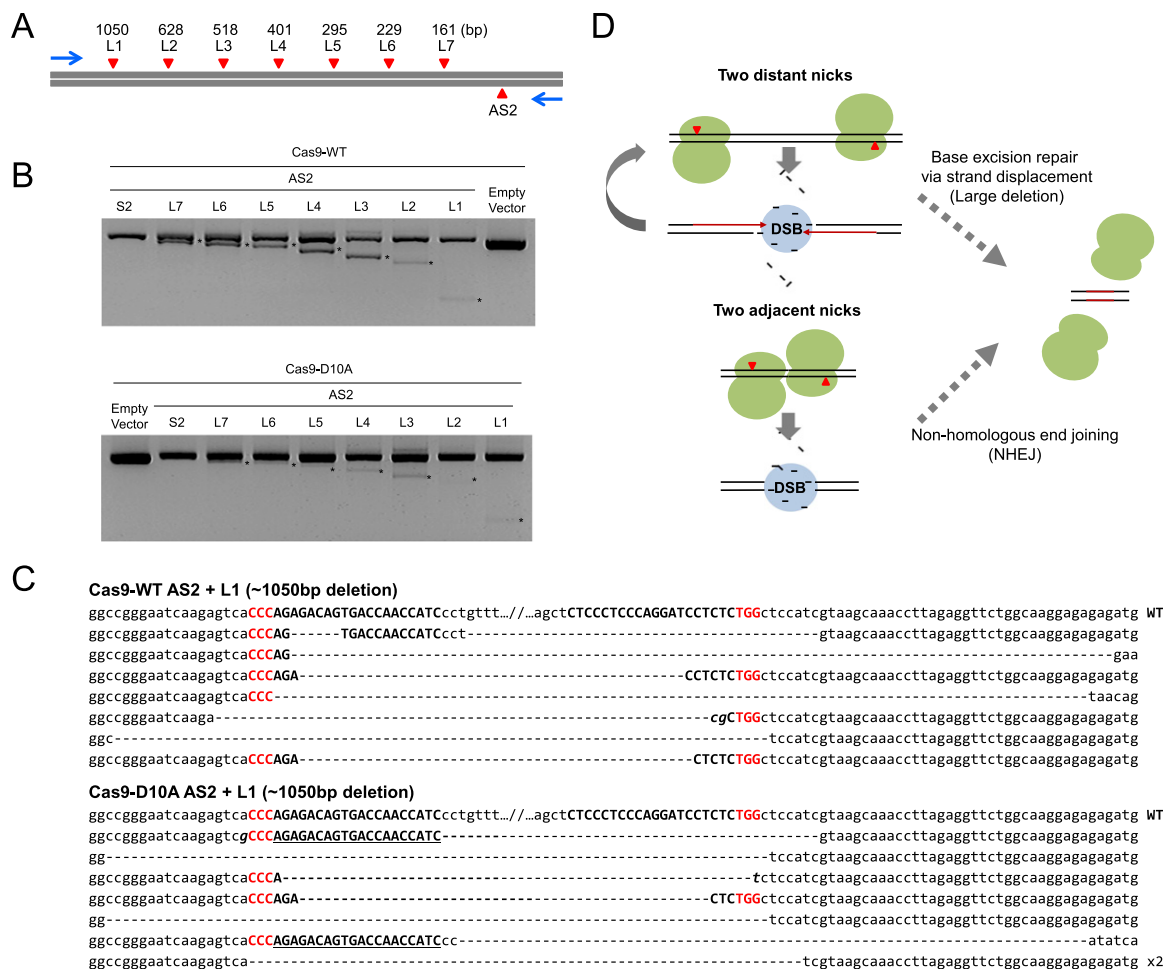 A
1050 628 518 401 295 229 161 (bp)
L1 L2 L3 L4 L5 L6 L7
AS2
B
Cas9-WT
AS2
Empty Vector
S2 L7 L6 L5 L4 L3 L2 L1
* * * * * * *
Cas9-D10A
AS2
Empty Vector
S2 L7 L6 L5 L4 L3 L2 L1
* * * * * * *
C
Cas9-WT AS2 + L1 (~1050bp deletion)
ggccgggaatcaagagtcaCCCAGAGACAGTGACCAACCATCcctgttt…//…agctCTCCCTCCCAGGATCCTCTCTGGctccatcgtaagcaaaccttagaggttctggcaaggagagagatg WT
ggccgggaatcaagagtcaCCCAG------TGACCAACCATCcct------------------------------------------gtaagcaaaccttagaggttctggcaaggagagagatg
ggccgggaatcaagagtcaCCCAG--------------------------------------------------------------------------------------------------gaa
ggccgggaatcaagagtcaCCCAGA----------------------------------------------CCTCTCTGGctccatcgtaagcaaaccttagaggttctggcaaggagagagatg
ggccgggaatcaagagtcaCCC-------------------------------------------------------------------------------------------------taacag
ggccgggaatcaaga-----------------------------------------------------------cgCTGGctccatcgtaagcaaaccttagaggttctggcaaggagagagatg
ggc------------------------------------------------------------------------------tccatcgtaagcaaaccttagaggttctggcaaggagagagatg
ggccgggaatcaagagtcaCCCAGA-----------------------------------------------CTCTCTGGctccatcgtaagcaaaccttagaggttctggcaaggagagagatg
Cas9-D10A AS2 + L1 (~1050bp deletion)
ggccgggaatcaagagtcaCCCAGAGACAGTGACCAACCATCcctgttt…//…agctCTCCCTCCCAGGATCCTCTCTGGctccatcgtaagcaaaccttagaggttctggcaaggagagagatg WT
ggccgggaatcaagagtcgCCCAGAGACAGTGACCAACCATC---------------------------------------------gtaagcaaaccttagaggttctggcaaggagagagatg
gg-------------------------------------------------------------------------------tccatcgtaagcaaaccttagaggttctggcaaggagagagatg
ggccgggaatcaagagtcaCCCA--------------------------------------------------------tctccatcgtaagcaaaccttagaggttctggcaaggagagagatg
ggccgggaatcaagagtcaCCCAGA-------------------------------------------------CTCTGGctccatcgtaagcaaaccttagaggttctggcaaggagagagatg
gg-------------------------------------------------------------------------------tccatcgtaagcaaaccttagaggttctggcaaggagagagatg
ggccgggaatcaagagtcaCCCAGAGACAGTGACCAACCATCcc---------------------------------------------------------------------------atatca
ggccgggaatcaagagtca------------------------------------------------------------------tcgtaagcaaaccttagaggttctggcaaggagagagatg x2
D
Two distant nicks
DSB
Base excision repair
via strand displacement
(Large deletion)
Two adjacent nicks
DSB
Non-homologous end joining
(NHEJ)